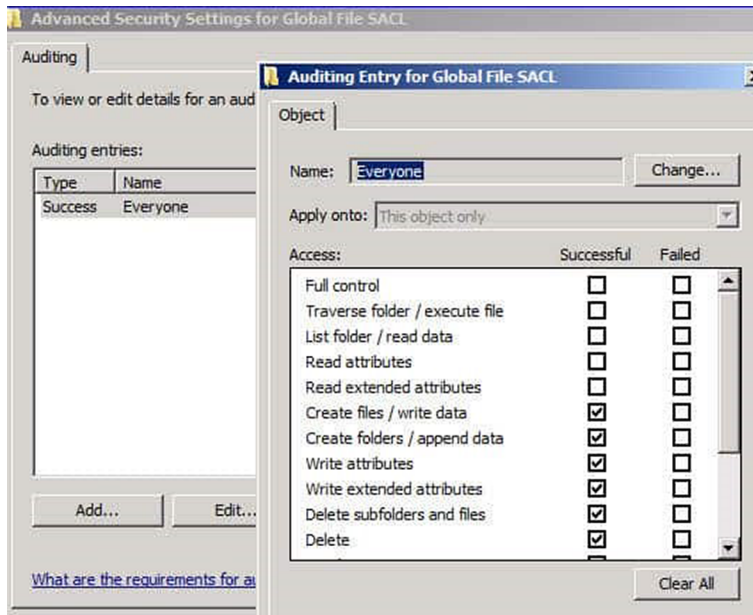 Advanced Security Settings for Global File SACL
Auditing
To view or edit details for an aud
Auditing entries:
Type Name
Success Everyone
Add... Edit...
What are the requirements for au
Auditing Entry for Global File SACL
Object
Name: Everyone Change...
Apply onto: This object only
Access: Successful Failed
Full control
Traverse folder / execute file
List folder / read data
Read attributes
Read extended attributes
Create files / write data
Create folders / append data
Write attributes
Write extended attributes
Delete subfolders and files
Delete
Clear All